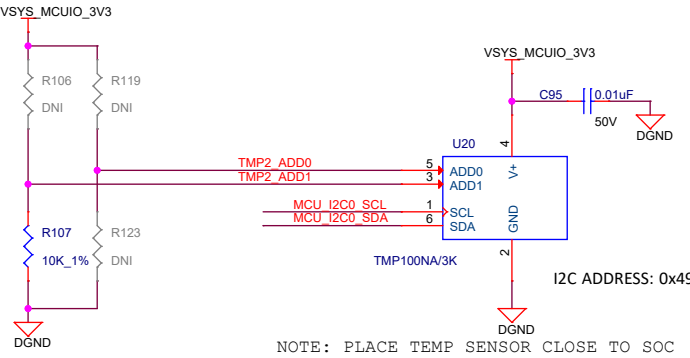 VSYS_MCUIO_3V3
R106
DNI
R119
DNI
VSYS_MCUIO_3V3
C95
0.01uF
50V
DGND
U20
TMP2_ADD0
5
ADD0
TMP2_ADD1
3
ADD1
4
V+
MCU_I2C0_SCL
1
SCL
MCU_I2C0_SDA
6
SDA
GND
2
R107
10K_1%
R123
DNI
TMP100NA/3K
I2C ADDRESS: 0x49
DGND
DGND
NOTE: PLACE TEMP SENSOR CLOSE TO SOC